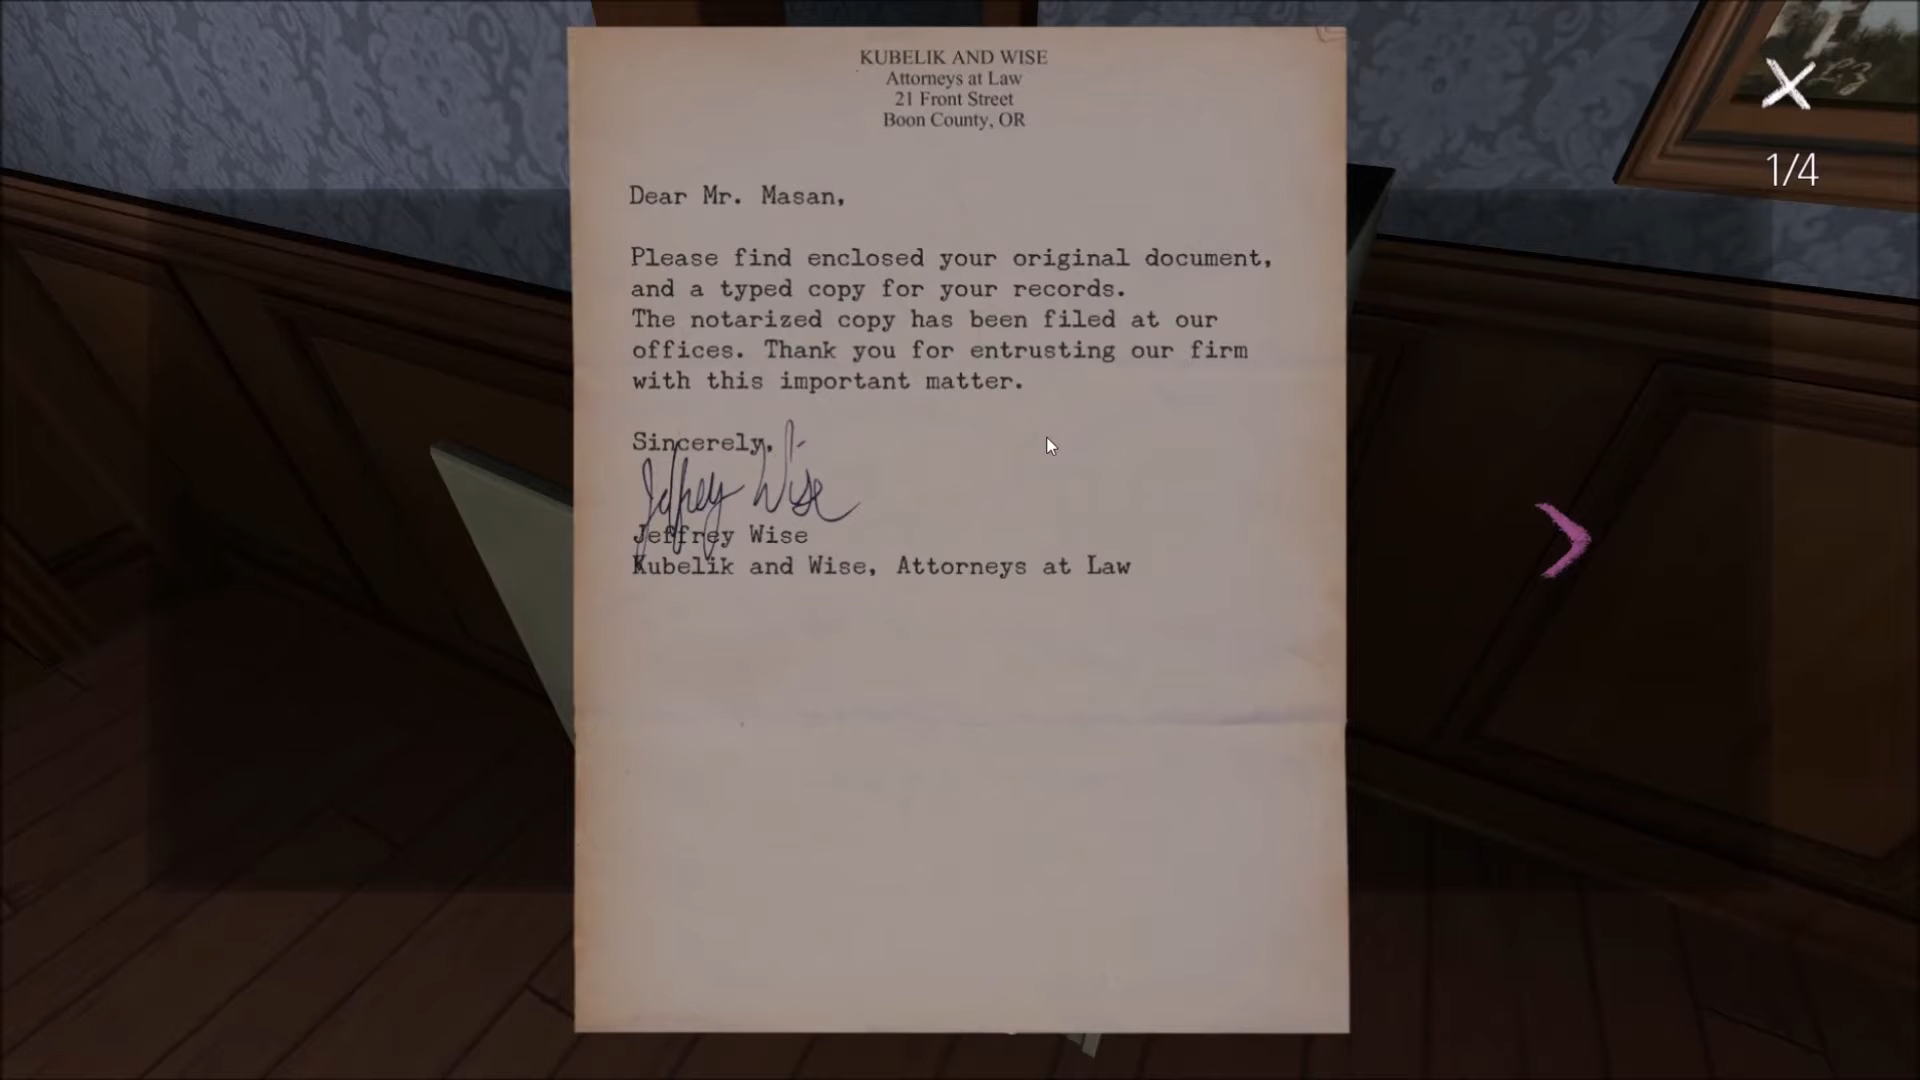 KUBELIK AND WISE
Attorneys at Law
21 Front Street
Boon County, OR
1/4
Dear Mr. Masan,
Please find enclosed your original document,
and a typed copy for your records.
The notarized copy has been filed at our
offices. Thank you for entrusting our firm
with this important matter.
Sincerely,
Jeffrey Wise
Jeffrey Wise
Kubelik and Wise, Attorneys at Law